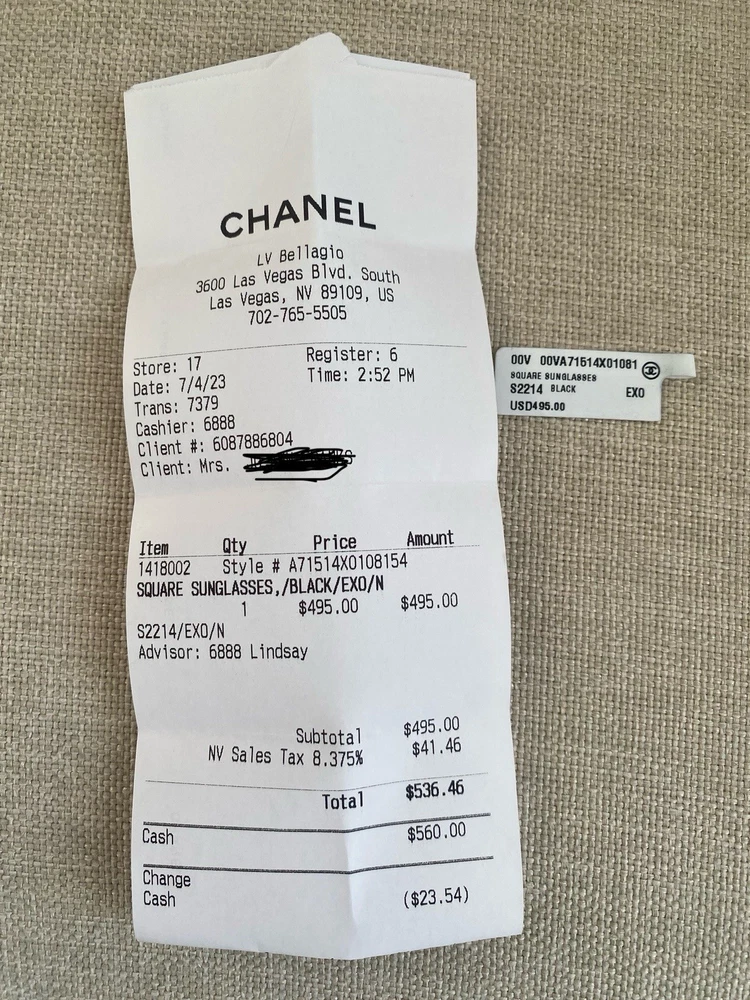 CHANEL
LV Bellagio
3600 Las Vegas Blvd. South
Las Vegas, NV 89109, US
702-765-5505
Store: 17 Register: 6
Date: 7/4/23 Time: 2:52 PM
Trans: 7379
Cashier: 6888
Client #: 6087886804
Client: Mrs.
Item Qty Price Amount
1418002 Style # A71514X0108154
SQUARE SUNGLASSES,/BLACK/EXO/N
1 $495.00 $495.00
S2214/EXO/N
Advisor: 6888 Lindsay
Subtotal $495.00
NV Sales Tax 8.375% $41.46
Total $536.46
Cash $560.00
Change
Cash ($23.54)
00V 00VA71514X01081
SQUARE SUNGLASSES
S2214 BLACK EXO
USD495.00